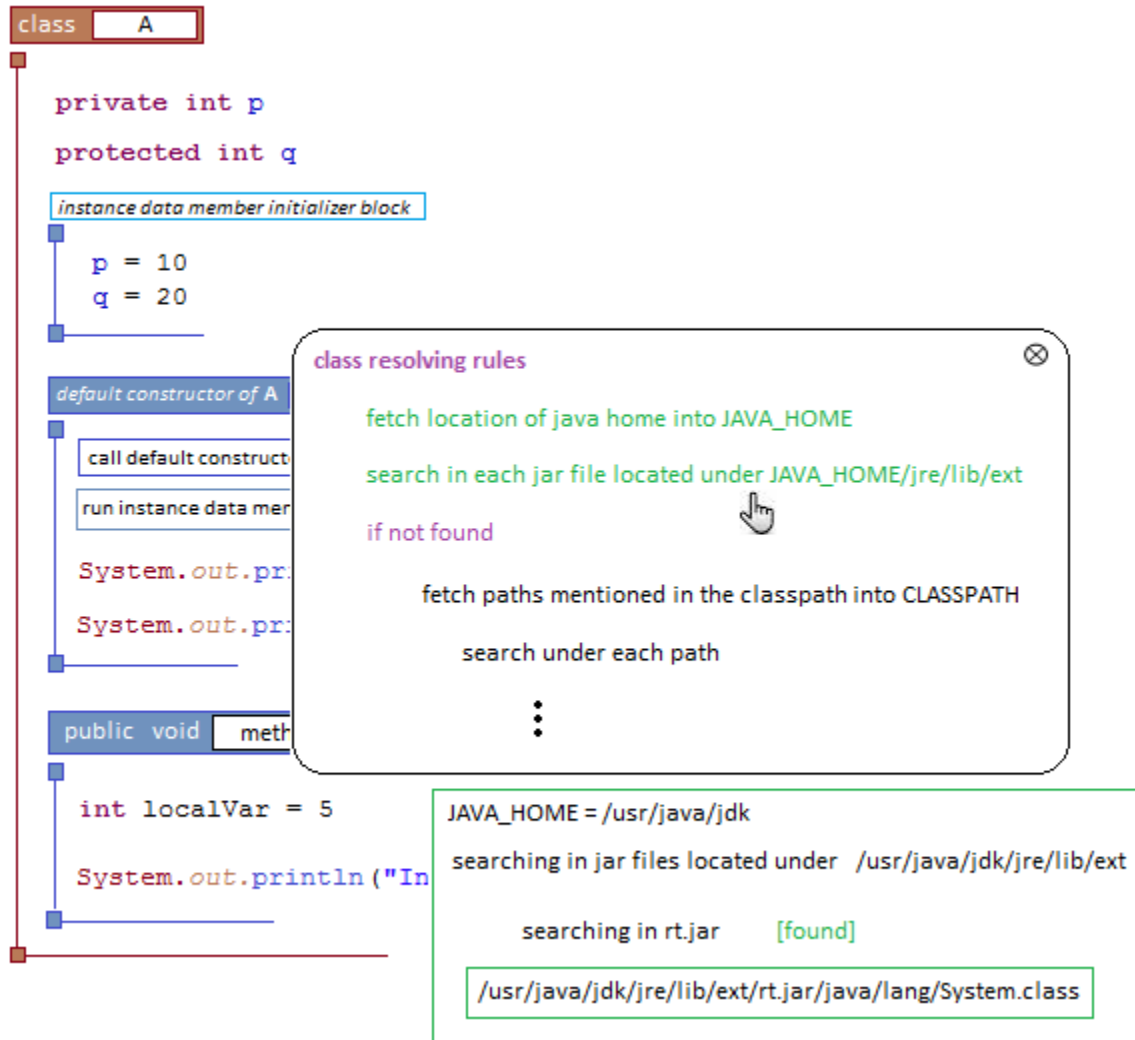 class A
private int p
protected int q
instance data member initializer block
p = 10
q = 20
default constructor of A
call default construct
run instance data mer
System.out.pr
System.out.pr
public void meth
int localVar = 5
System.out.println("In
class resolving rules
fetch location of java home into JAVA_HOME
search in each jar file located under JAVA_HOME/jre/lib/ext
if not found
fetch paths mentioned in the classpath into CLASSPATH
search under each path
JAVA_HOME = /usr/java/jdk
searching in jar files located under /usr/java/jdk/jre/lib/ext
searching in rt.jar [found]
/usr/java/jdk/jre/lib/ext/rt.jar/java/lang/System.class